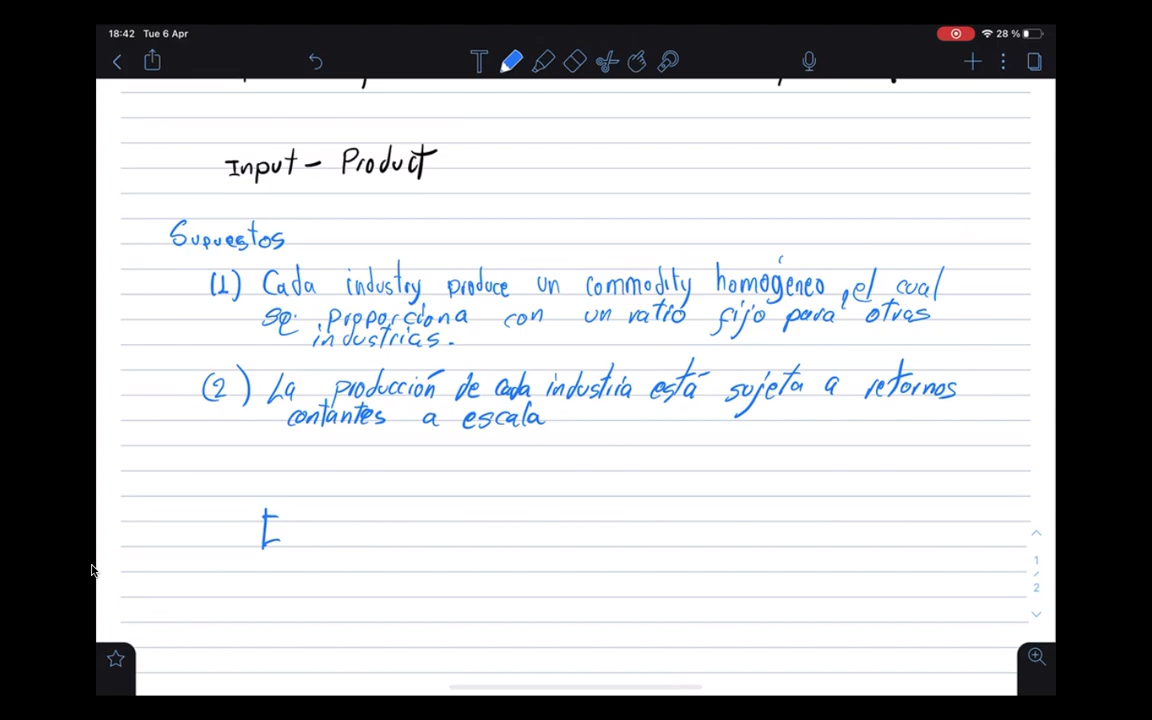 18:42 Tue 6 Apr 28 %
Input - Product
Supuestos
(1) Cada industry produce un commodity homogéneo, el cual
se proporciona con un ratio fijo para otras
industrias.
(2) La producción de cada industria está sujeta a retornos
contantes a escala
1
/
2